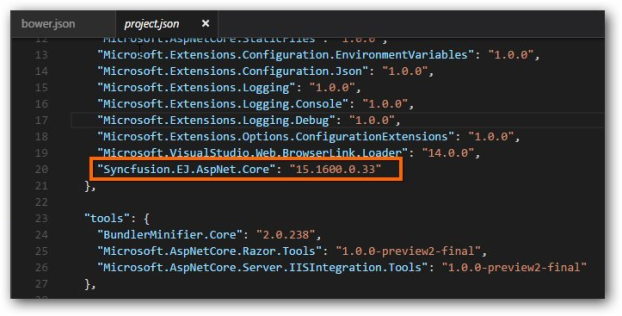 bower.json project.json ×
12 "Microsoft.AspNetCore.StaticFiles": "1.0.0",
13 "Microsoft.Extensions.Configuration.EnvironmentVariables": "1.0.0",
14 "Microsoft.Extensions.Configuration.Json": "1.0.0",
15 "Microsoft.Extensions.Logging": "1.0.0",
16 "Microsoft.Extensions.Logging.Console": "1.0.0",
17 "Microsoft.Extensions.Logging.Debug": "1.0.0",
18 "Microsoft.Extensions.Options.ConfigurationExtensions": "1.0.0",
19 "Microsoft.VisualStudio.Web.BrowserLink.Loader": "14.0.0",
20 "Syncfusion.EJ.AspNet.Core": "15.1600.0.33"
21 },
22
23 "tools": {
24 "BundlerMinifier.Core": "2.0.238",
25 "Microsoft.AspNetCore.Razor.Tools": "1.0.0-preview2-final",
26 "Microsoft.AspNetCore.Server.IISIntegration.Tools": "1.0.0-preview2-final"
27 },